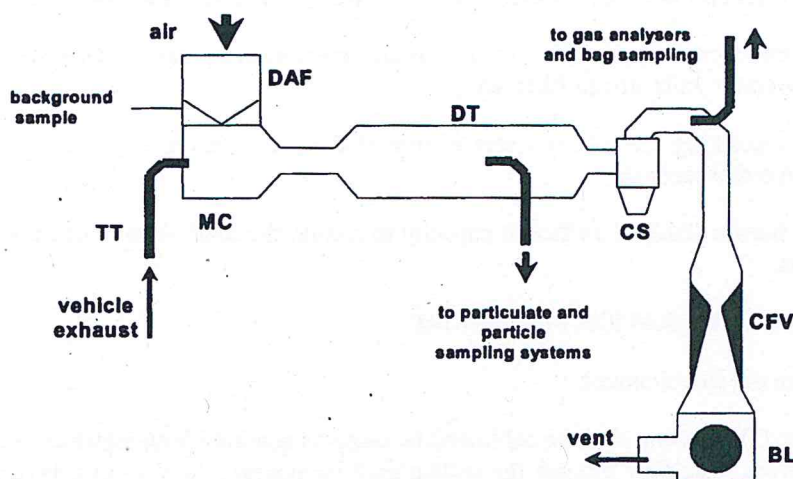 to gas analysers
and bag sampling
air
DAF
background
sample
DT
TT
MC
CS
vehicle
exhaust
to particulate and
particle
sampling systems
CFV
vent
BL